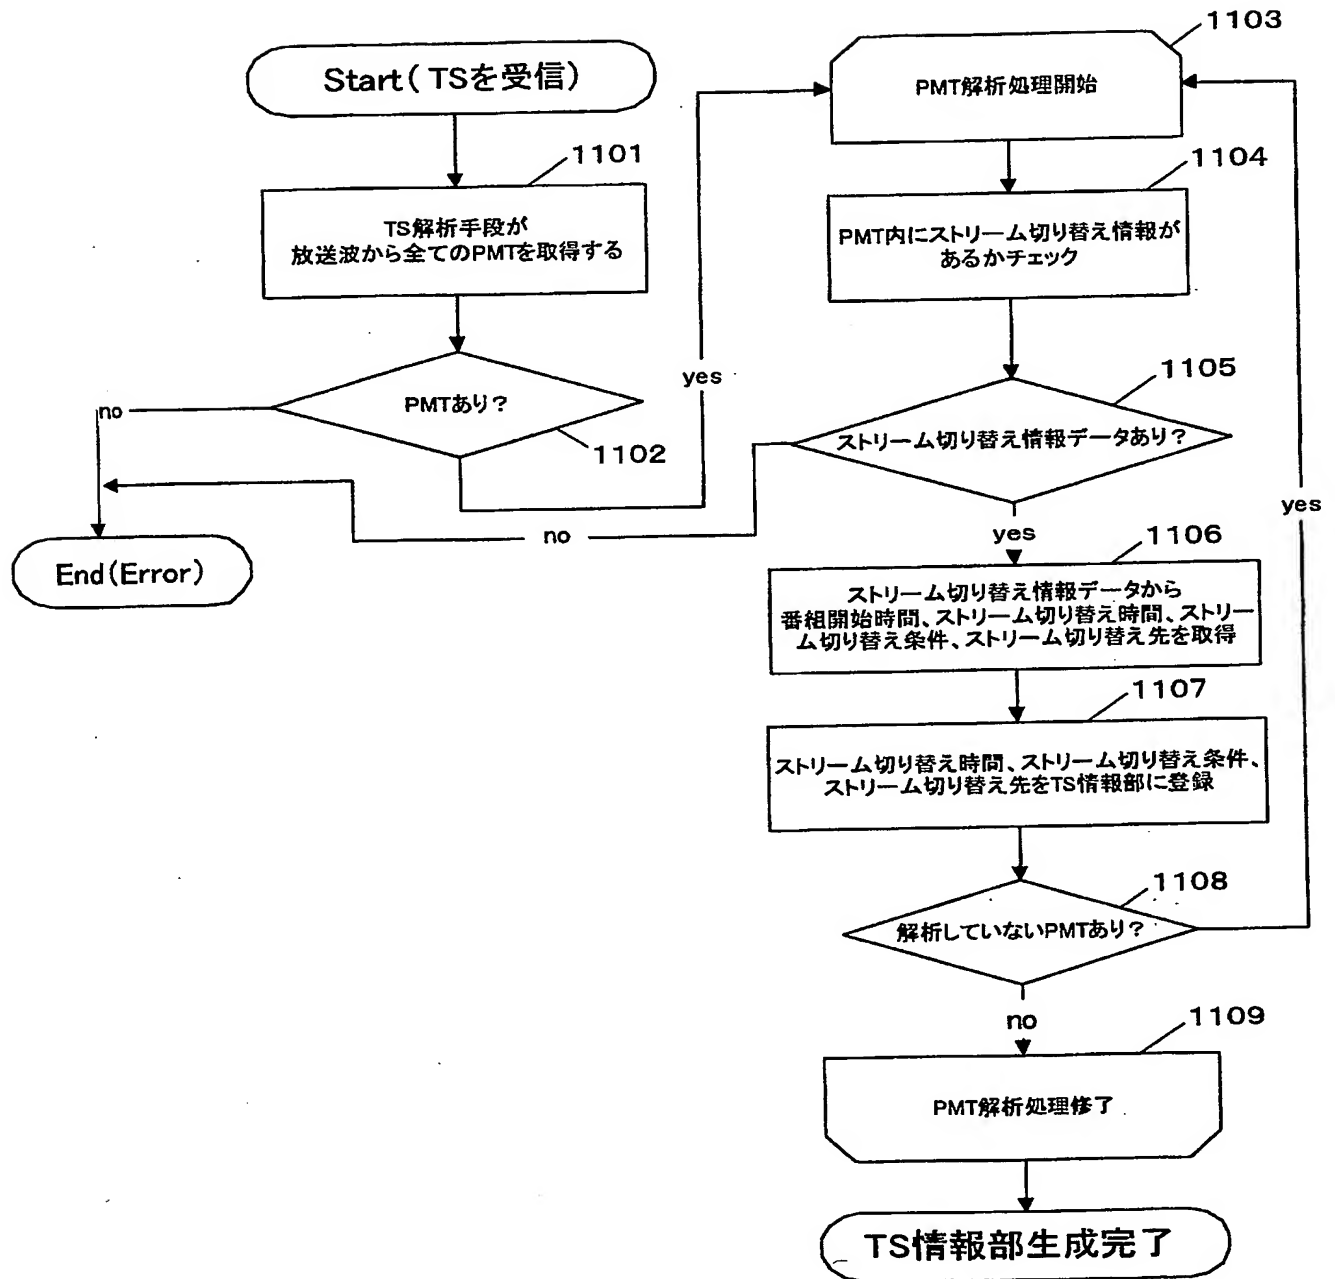 Start(TSを受信)
1101
TS解析手段が
放送波から全てのPMTを取得する
PMTあり?
1102
no
yes
End(Error)
1103
PMT解析処理開始
1104
PMT内にストリーム切り替え情報が
あるかチェック
1105
ストリーム切り替え情報データあり?
no
yes
1106
ストリーム切り替え情報データから
番組開始時間、ストリーム切り替え時間、ストリー
ム切り替え条件、ストリーム切り替え先を取得
1107
ストリーム切り替え時間、ストリーム切り替え条件、
ストリーム切り替え先をTS情報部に登録
1108
解析していないPMTあり?
yes
no
1109
PMT解析処理修了
TS情報部生成完了